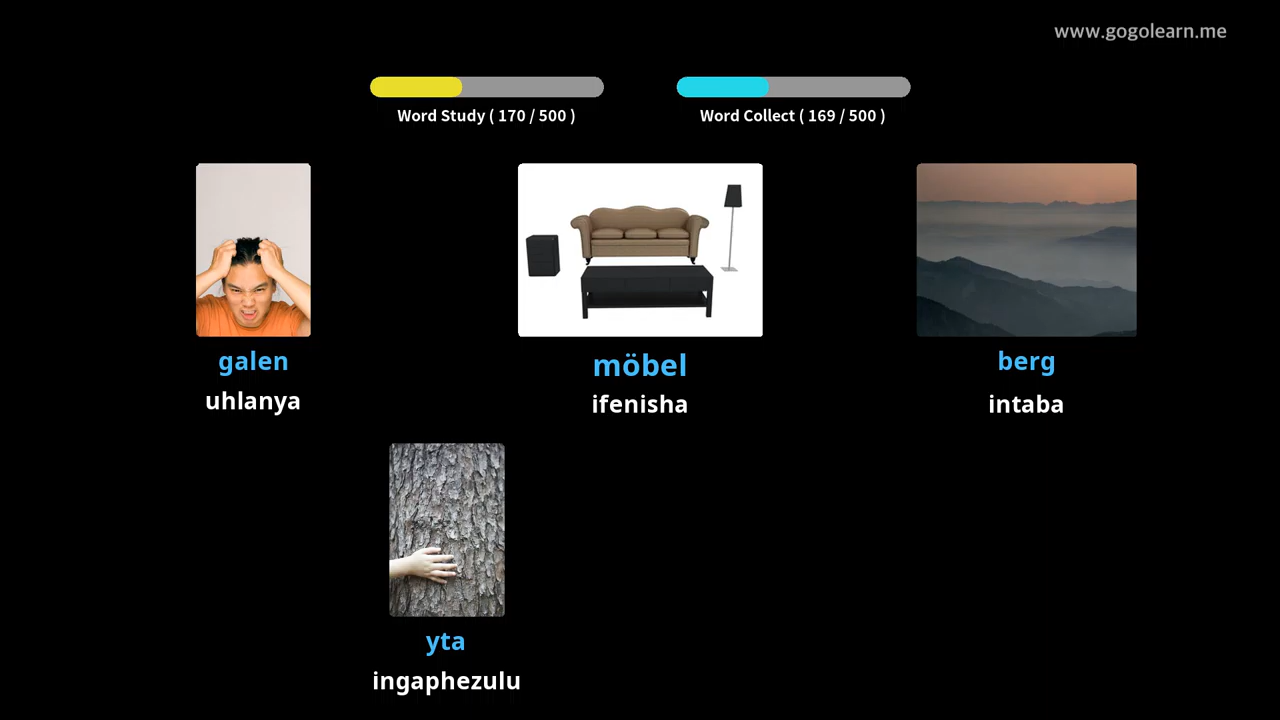 www.gogolearn.me
Word Study ( 170 / 500 )
Word Collect ( 169 / 500 )
galen
uhlanya
möbel
ifenisha
berg
intaba
yta
ingaphezulu